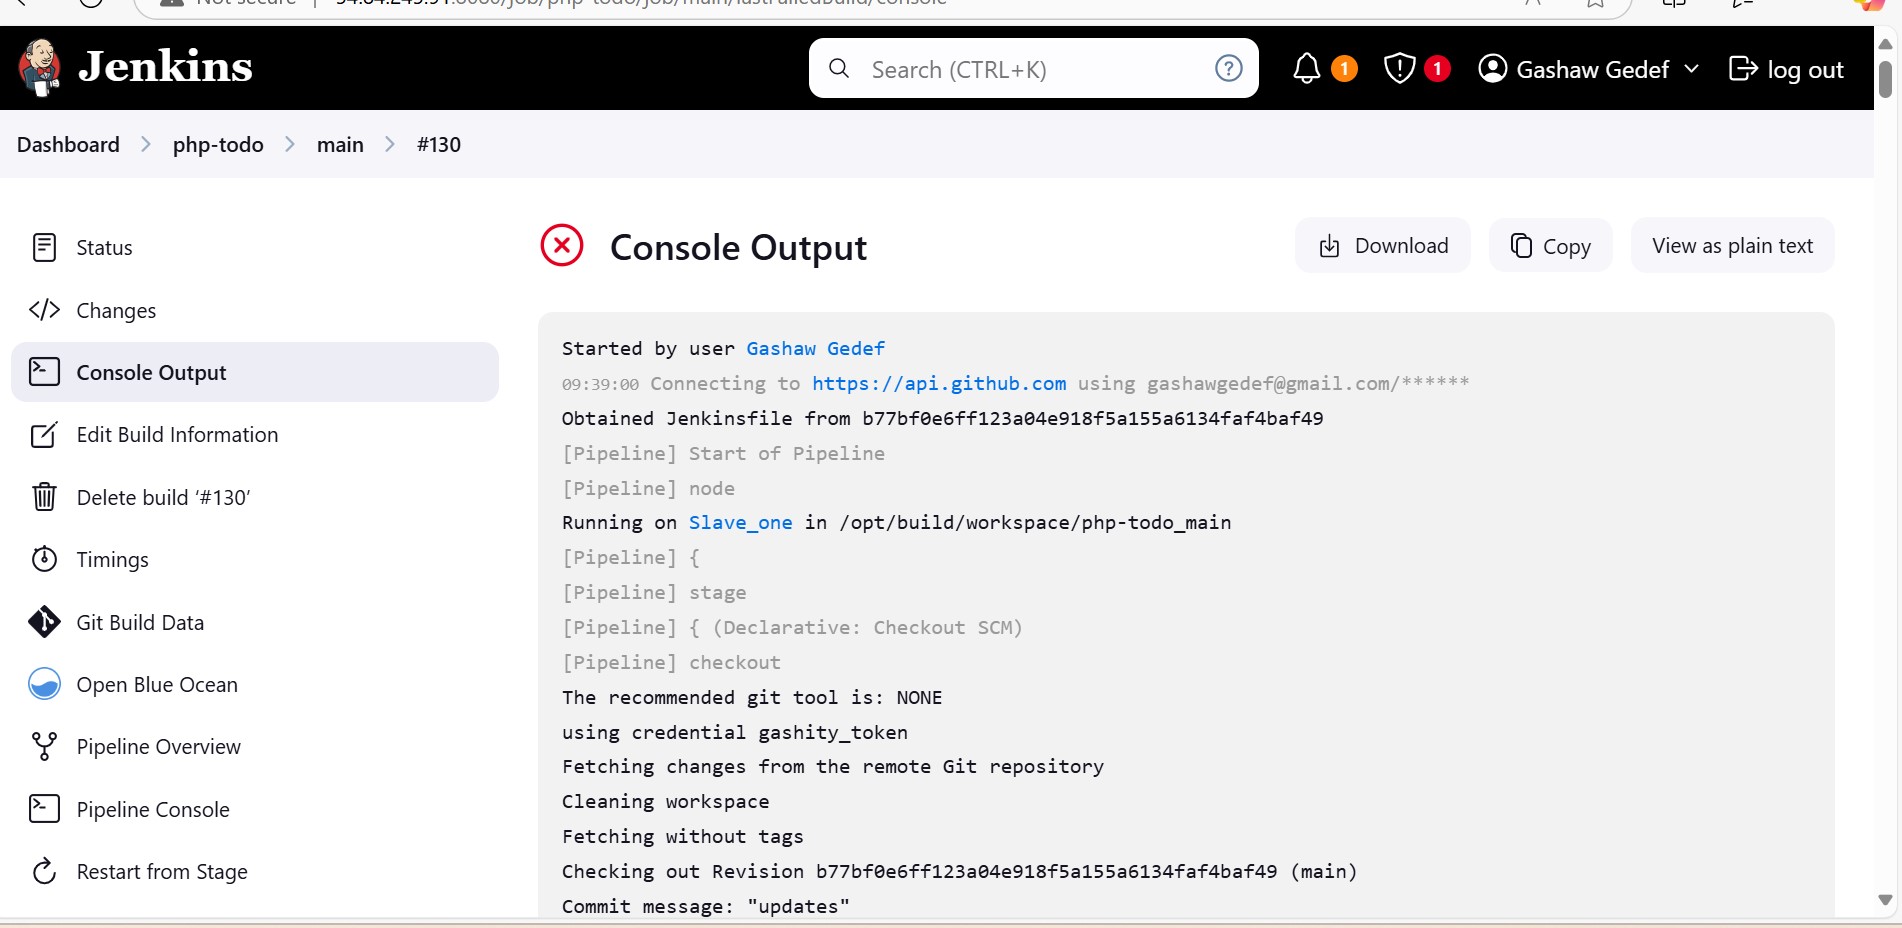 Jenkins
Search (CTRL+K)
?
1
1
Gashaw Gedef
log out
Dashboard
php-todo
main
#130
Status
Changes
Console Output
Edit Build Information
Delete build ‘#130’
Timings
Git Build Data
Open Blue Ocean
Pipeline Overview
Pipeline Console
Restart from Stage
Console Output
Download
Copy
View as plain text
Started by user Gashaw Gedef
09:39:00 Connecting to https://api.github.com using gashawgedef@gmail.com/******
Obtained Jenkinsfile from b77bf0e6ff123a04e918f5a155a6134faf4baf49
[Pipeline] Start of Pipeline
[Pipeline] node
Running on Slave_one in /opt/build/workspace/php-todo_main
[Pipeline] {
[Pipeline] stage
[Pipeline] { (Declarative: Checkout SCM)
[Pipeline] checkout
The recommended git tool is: NONE
using credential gashity_token
Fetching changes from the remote Git repository
Cleaning workspace
Fetching without tags
Checking out Revision b77bf0e6ff123a04e918f5a155a6134faf4baf49 (main)
Commit message: "updates"